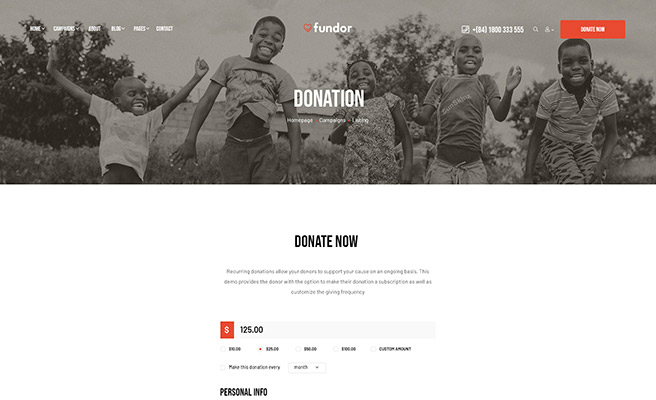 HOME CAMPAIGNS ABOUT BLOG PAGES CONTACT
fundor
+(84) 1800 333 555
DONATE NOW
DONATION
Homepage Campaigns Listing
DONATE NOW
Recurring donations allow your donors to support your cause on an ongoing basis. This
demo provides the donor with the option to make their donation a subscription as well as
customize the giving frequency
$ 125.00
$10.00 $25.00 $50.00 $100.00 CUSTOM AMOUNT
Make this donation every month
PERSONAL INFO